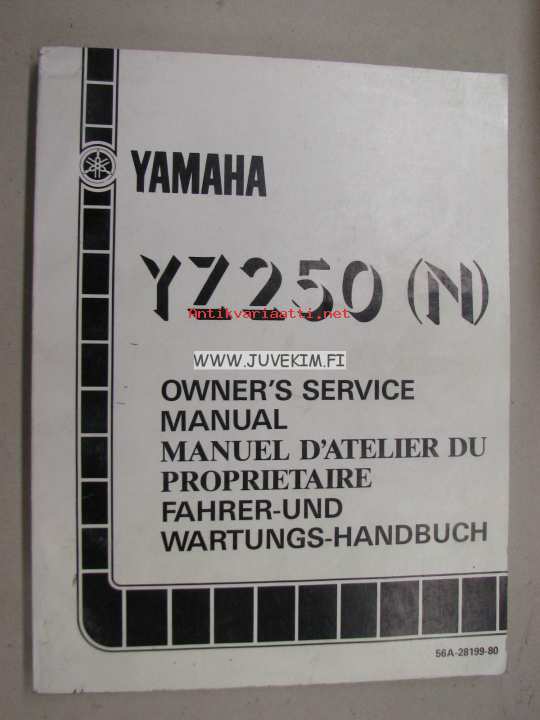 YAMAHA
YZ250 (N)
Antikvariaatti.net
WWW.JUVEKIM.FI
OWNER'S SERVICE
MANUAL
MANUEL D'ATELIER DU
PROPRIETAIRE
FAHRER-UND
WARTUNGS-HANDBUCH
56A-28199-80